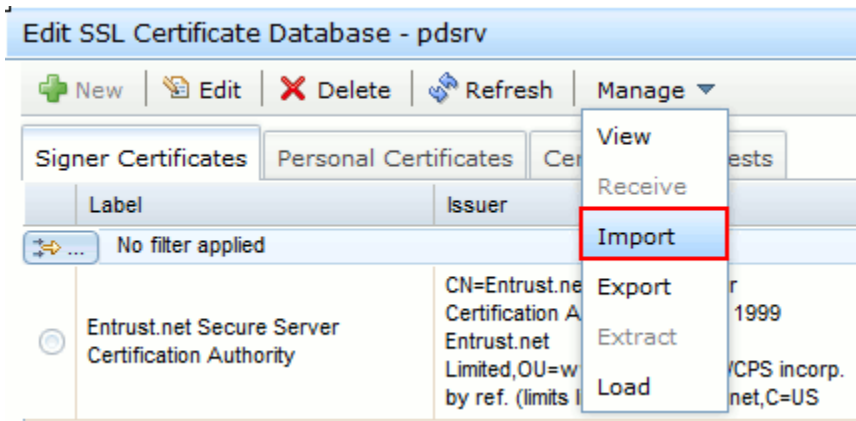 Edit SSL Certificate Database - pdsrv
New Edit Delete Refresh Manage
View
Receive
Import
Export
Extract
Load
Signer Certificates Personal Certificates Cer ests
Label Issuer
... No filter applied
Entrust.net Secure Server
Certification Authority
CN=Entrust.ne r
Certification A 1999
Entrust.net
Limited,OU=w /CPS incorp.
by ref. (limits l net,C=US